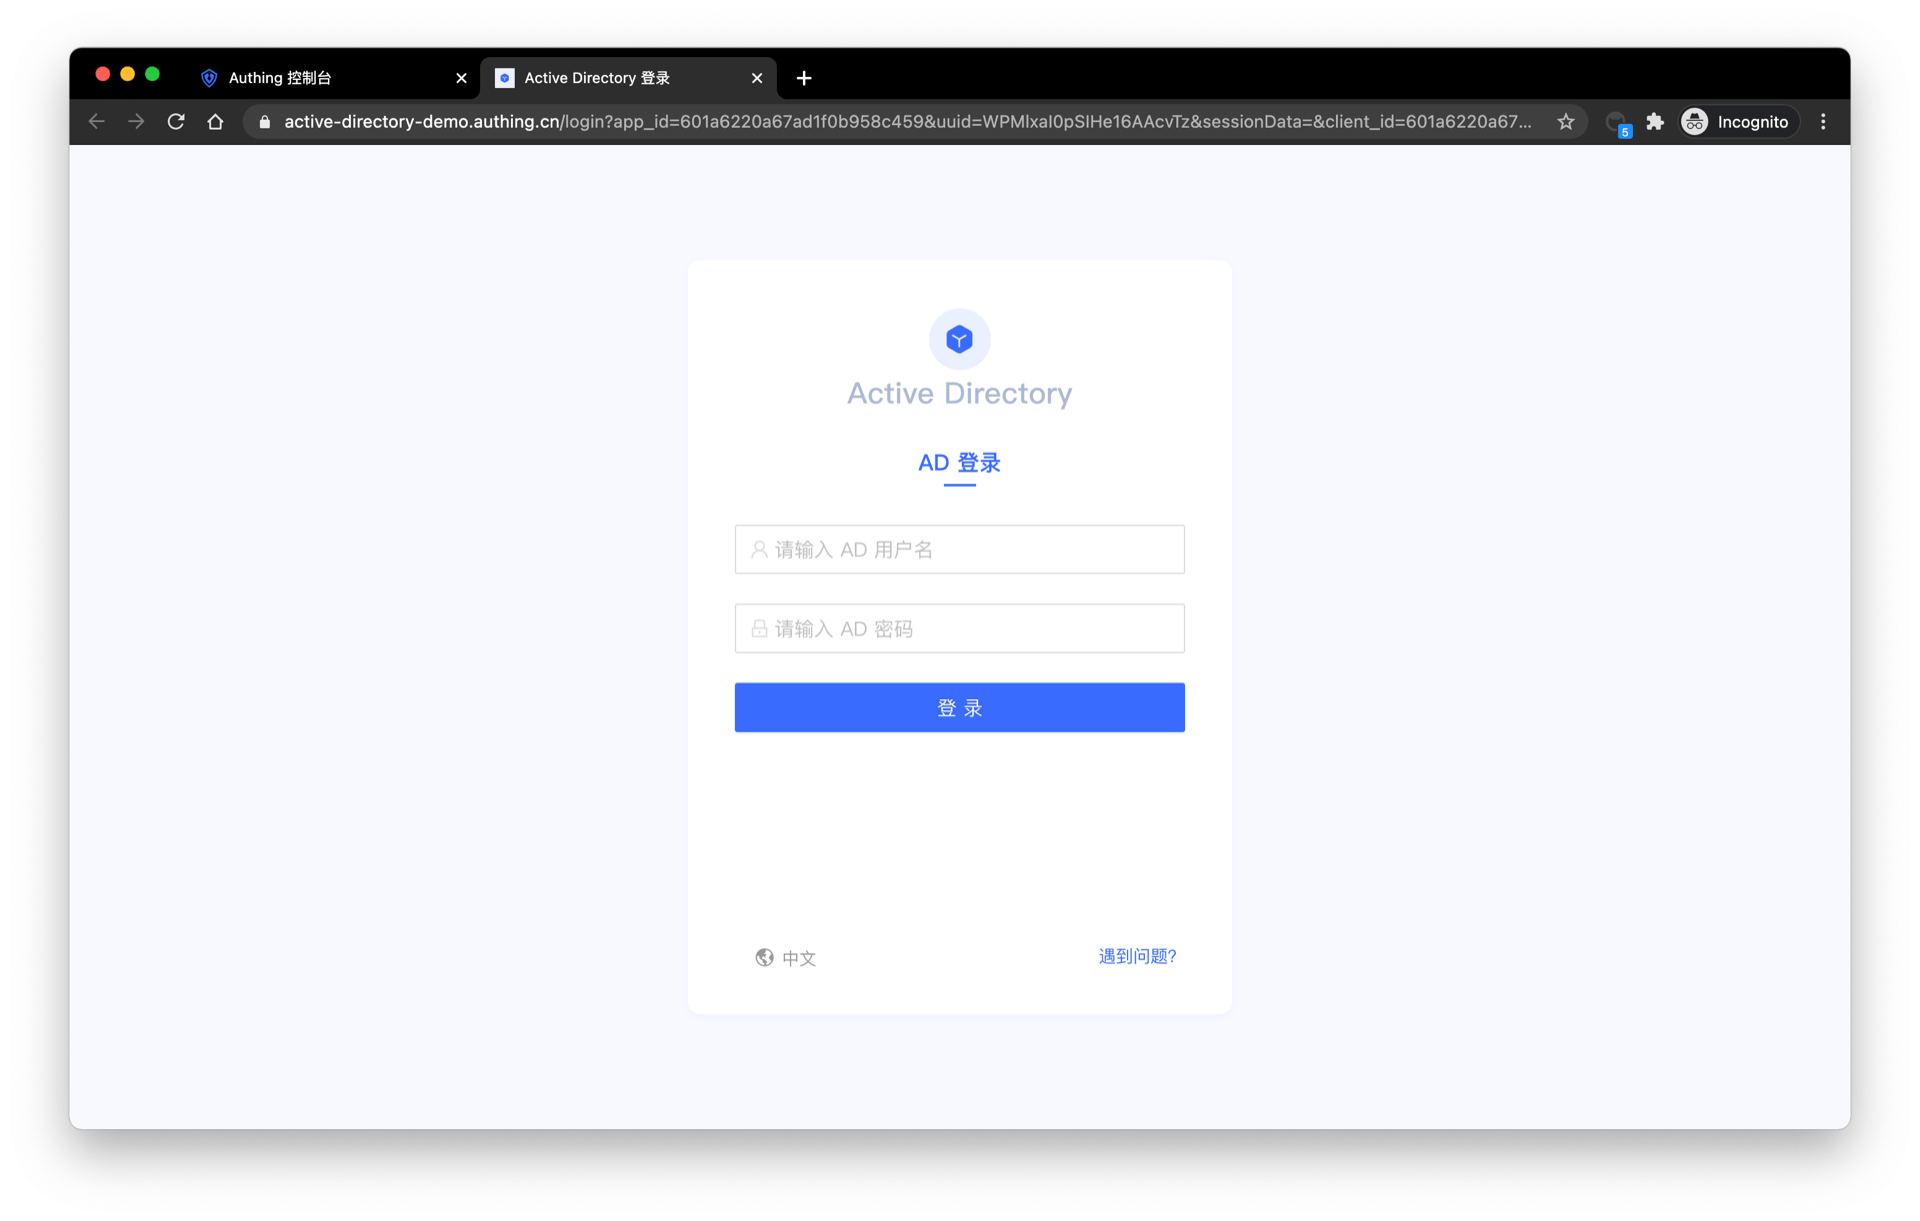 Authing 控制台
Active Directory 登录
active-directory-demo.authing.cn/login?app_id=601a6220a67ad1f0b958c459&uuid=WPMlxaI0pSIHe16AAcvTz&sessionData=&client_id=601a6220a67...
5
Incognito
Active Directory
AD 登录
请输入 AD 用户名
请输入 AD 密码
登 录
中文
遇到问题?